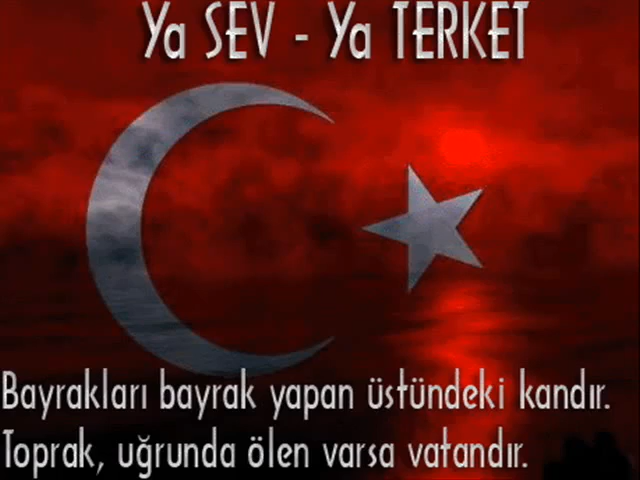 Ya SEV - Ya TERKET
Bayrakları bayrak yapan üstündeki kandır.
Toprak, uğrunda ölen varsa vatandır.